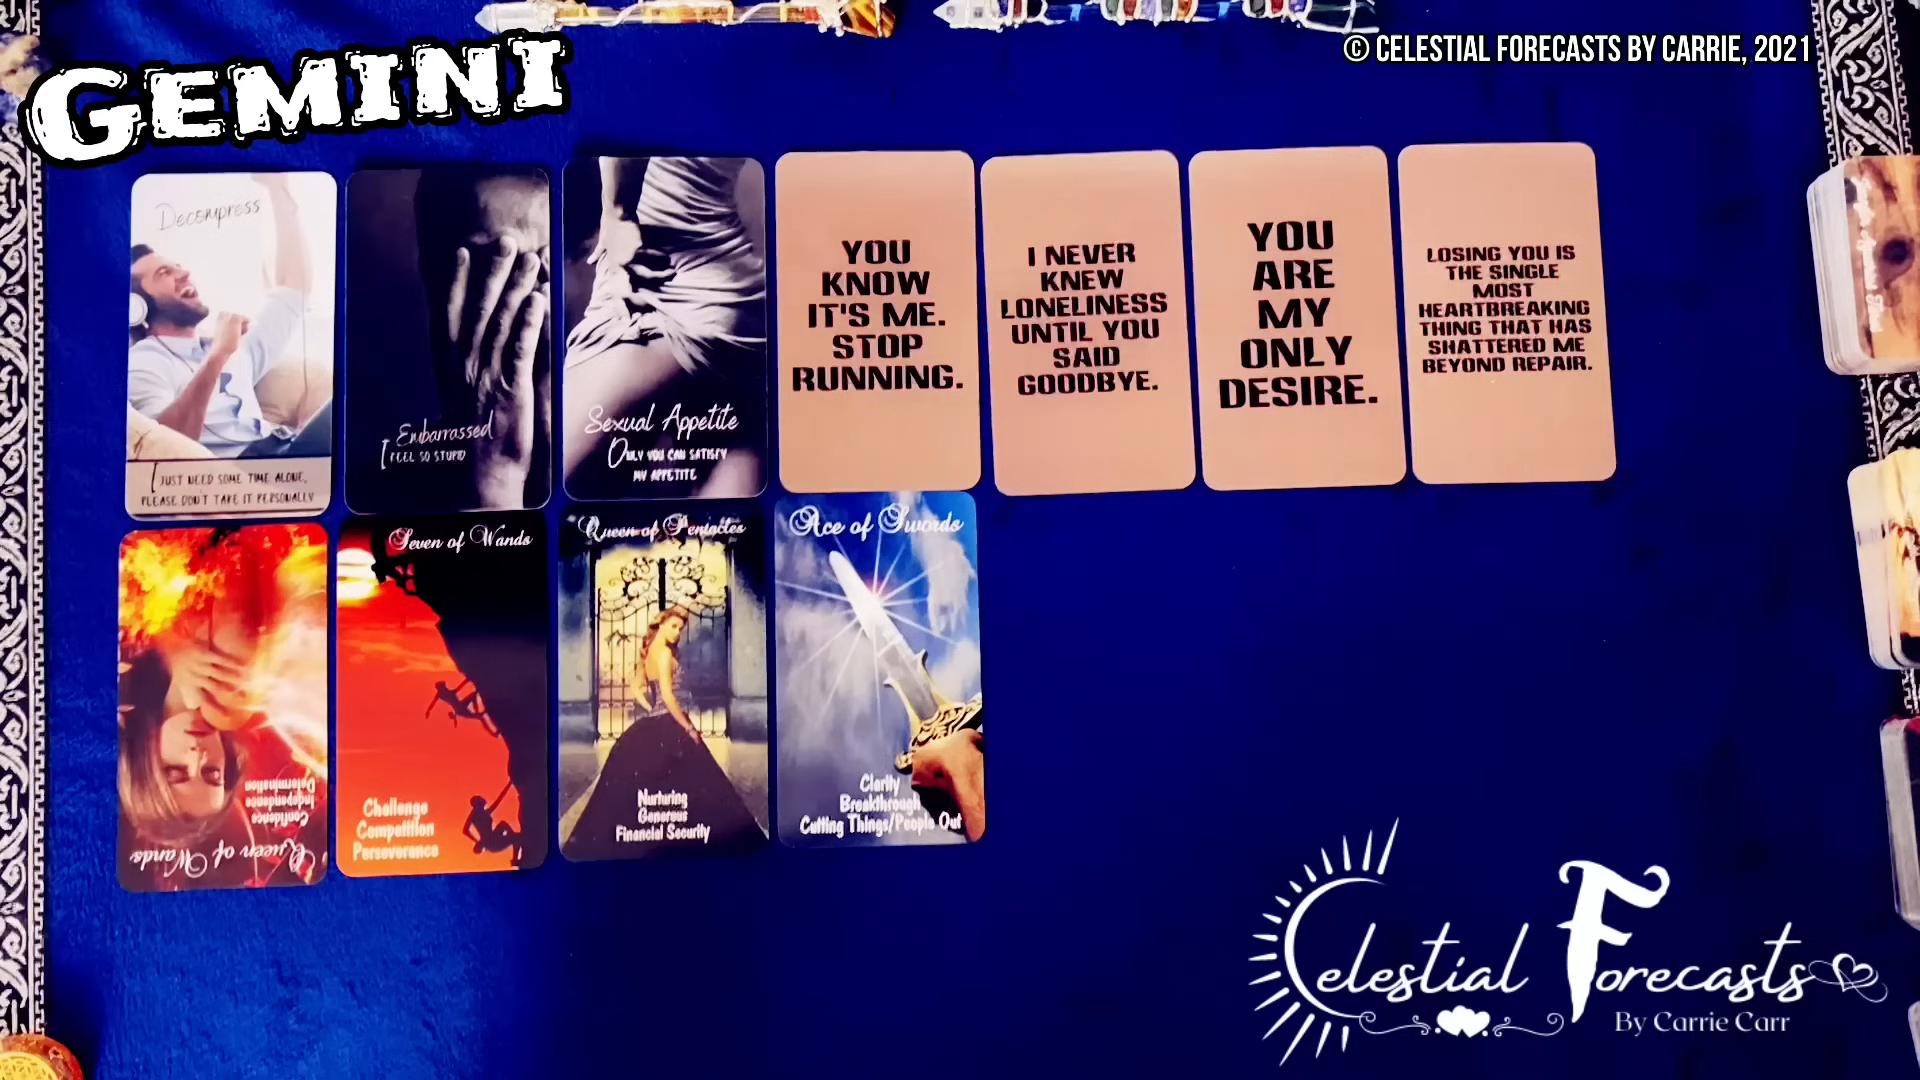 GEMINI
© CELESTIAL FORECASTS BY CARRIE, 2021
Decompress
I JUST NEED SOME TIME ALONE,
PLEASE DON'T TAKE IT PERSONALLY
Embarrassed
I FEEL SO STUPID
Sexual Appetite
ONLY YOU CAN SATISFY
MY APPETITE
YOU
KNOW
IT'S ME.
STOP
RUNNING.
I NEVER
KNEW
LONELINESS
UNTIL YOU
SAID
GOODBYE.
YOU
ARE
MY
ONLY
DESIRE.
LOSING YOU IS
THE SINGLE
MOST
HEARTBREAKING
THING THAT HAS
SHATTERED ME
BEYOND REPAIR.
Queen of Wands
Confidence
Independence
Determination
Seven of Wands
Challenge
Competition
Perseverance
Queen of Pentacles
Nurturing
Generous
Financial Security
Ace of Swords
Clarity
Breakthrough
Cutting Things/People Out
Celestial Forecasts
By Carrie Carr